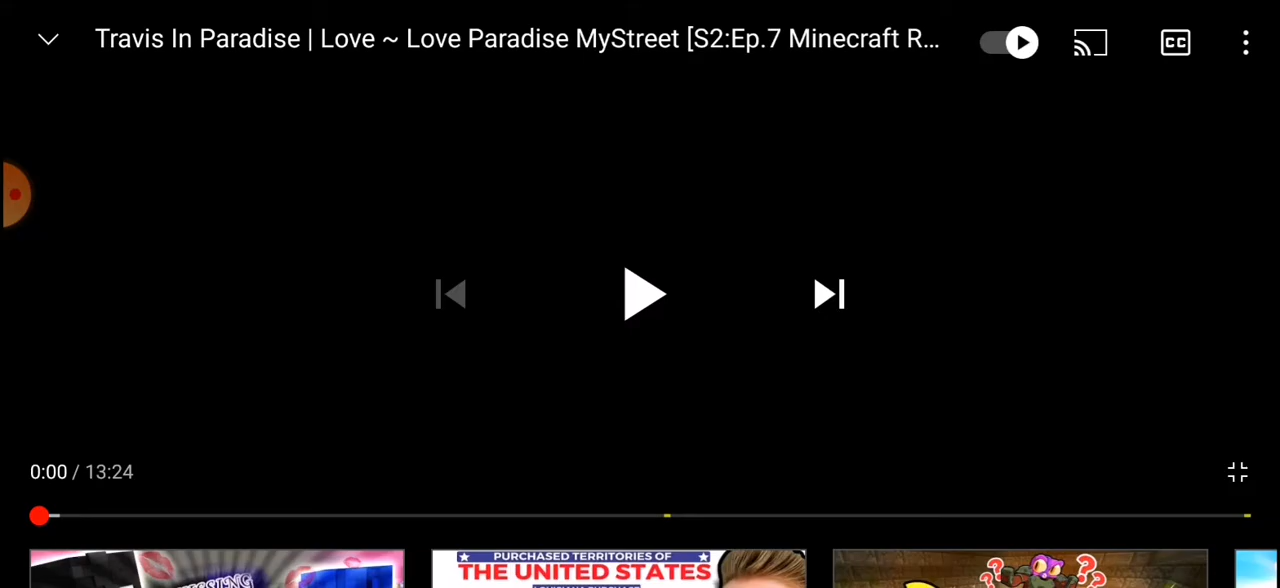 Travis In Paradise | Love ~ Love Paradise MyStreet [S2:Ep.7 Minecraft R...
CC
0:00 / 13:24
PURCHASED TERRITORIES OF
THE UNITED STATES